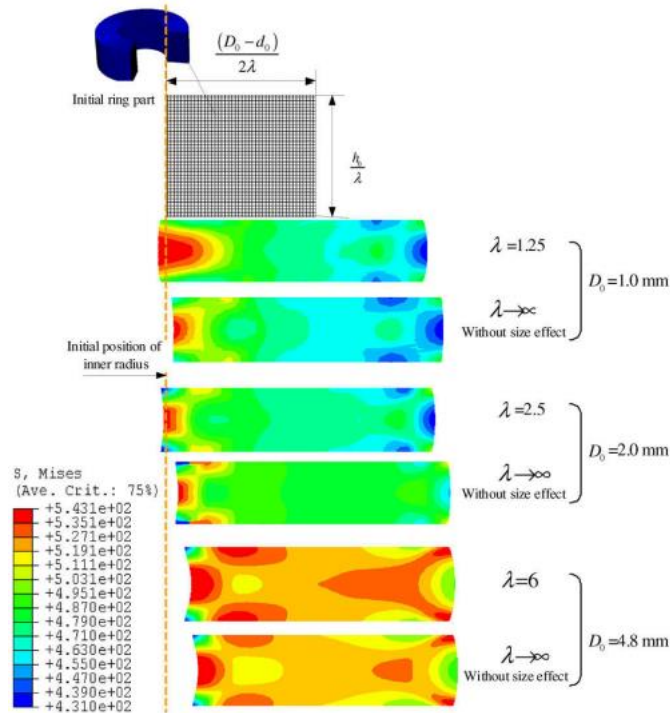 (D₀ − d₀)
2λ
Initial ring part
h₀
λ
λ=1.25
D₀=1.0 mm
λ→∞
Without size effect
Initial position of
inner radius
λ=2.5
D₀=2.0 mm
λ→∞
Without size effect
S, Mises
(Ave. Crit.: 75%)
+5.431e+02
+5.351e+02
+5.271e+02
+5.191e+02
+5.111e+02
+5.031e+02
+4.951e+02
+4.870e+02
+4.790e+02
+4.710e+02
+4.630e+02
+4.550e+02
+4.470e+02
+4.390e+02
+4.310e+02
λ=6
D₀=4.8 mm
λ→∞
Without size effect